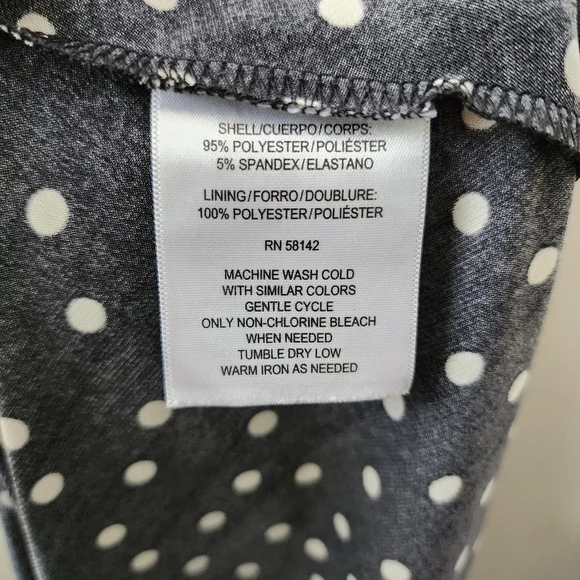 SHELL/CUERPO/CORPS:
95% POLYESTER/POLIÉSTER
5% SPANDEX/ELASTANO
LINING/FORRO/DOUBLURE:
100% POLYESTER/POLIÉSTER
RN 58142
MACHINE WASH COLD
WITH SIMILAR COLORS
GENTLE CYCLE
ONLY NON-CHLORINE BLEACH
WHEN NEEDED
TUMBLE DRY LOW
WARM IRON AS NEEDED